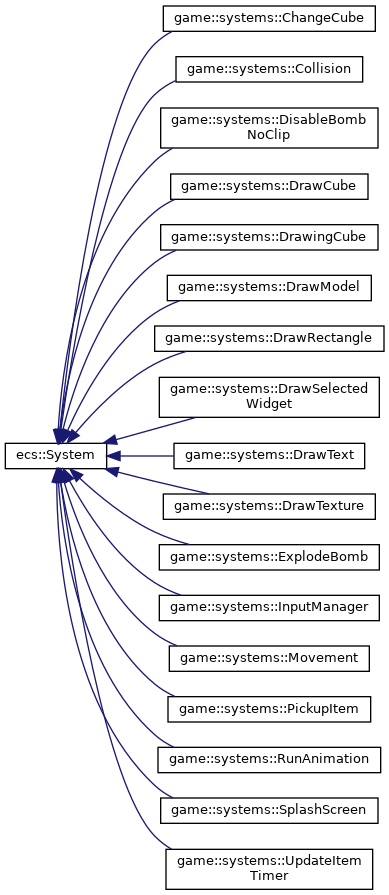 game::systems::ChangeCube
game::systems::Collision
game::systems::DisableBomb
NoClip
game::systems::DrawCube
game::systems::DrawingCube
game::systems::DrawModel
game::systems::DrawRectangle
game::systems::DrawSelected
Widget
ecs::System
game::systems::DrawText
game::systems::DrawTexture
game::systems::ExplodeBomb
game::systems::InputManager
game::systems::Movement
game::systems::PickupItem
game::systems::RunAnimation
game::systems::SplashScreen
game::systems::UpdateItem
Timer